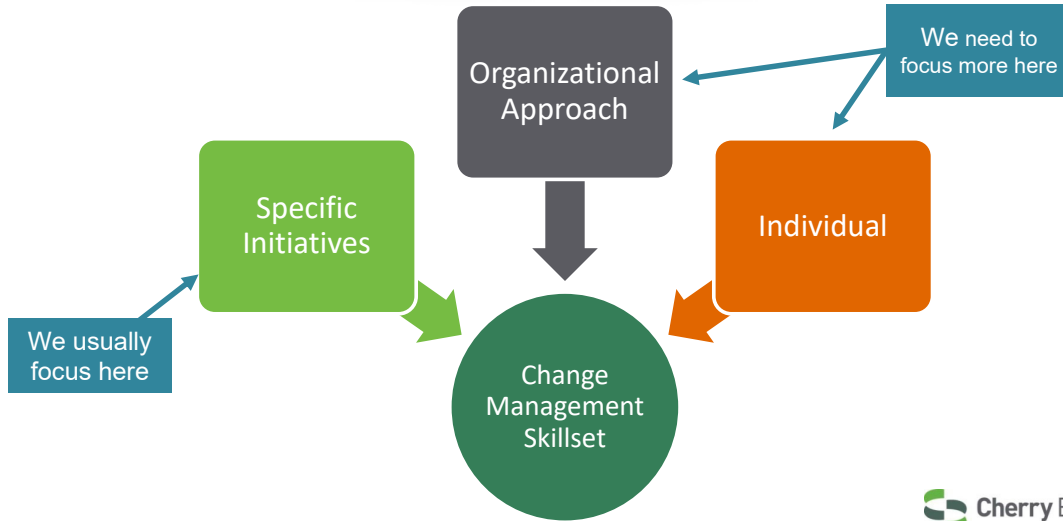 We need to
focus more here
Organizational
Approach
Specific
Initiatives
Individual
We usually
focus here
Change
Management
Skillset
Cherry